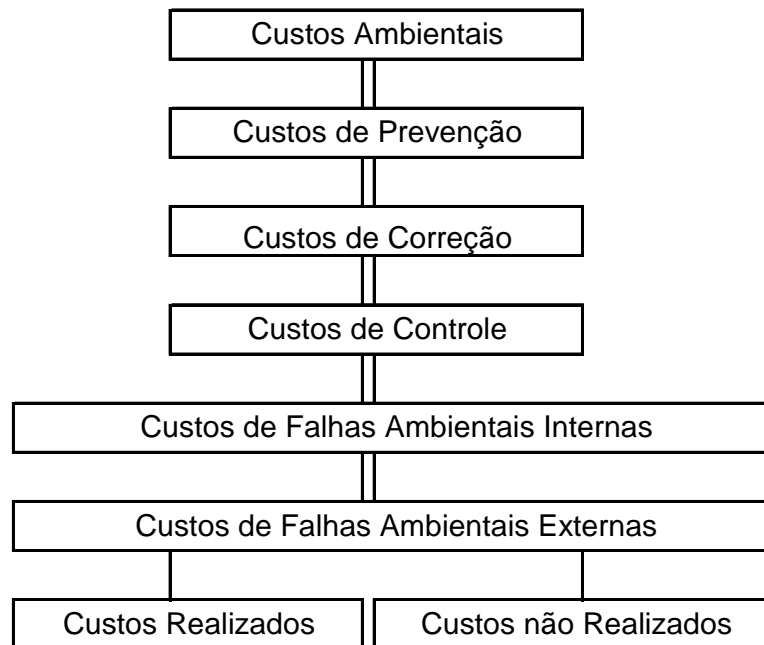 Custos Ambientais
Custos de Prevenção
Custos de Correção
Custos de Controle
Custos de Falhas Ambientais Internas
Custos de Falhas Ambientais Externas
Custos Realizados
Custos não Realizados